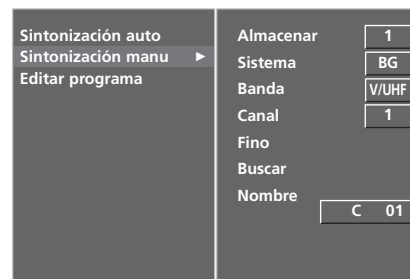 Sintonización auto
Sintonización manu ►
Editar programa
Almacenar 1
Sistema BG
Banda V/UHF
Canal 1
Fino
Buscar
Nombre
C 01